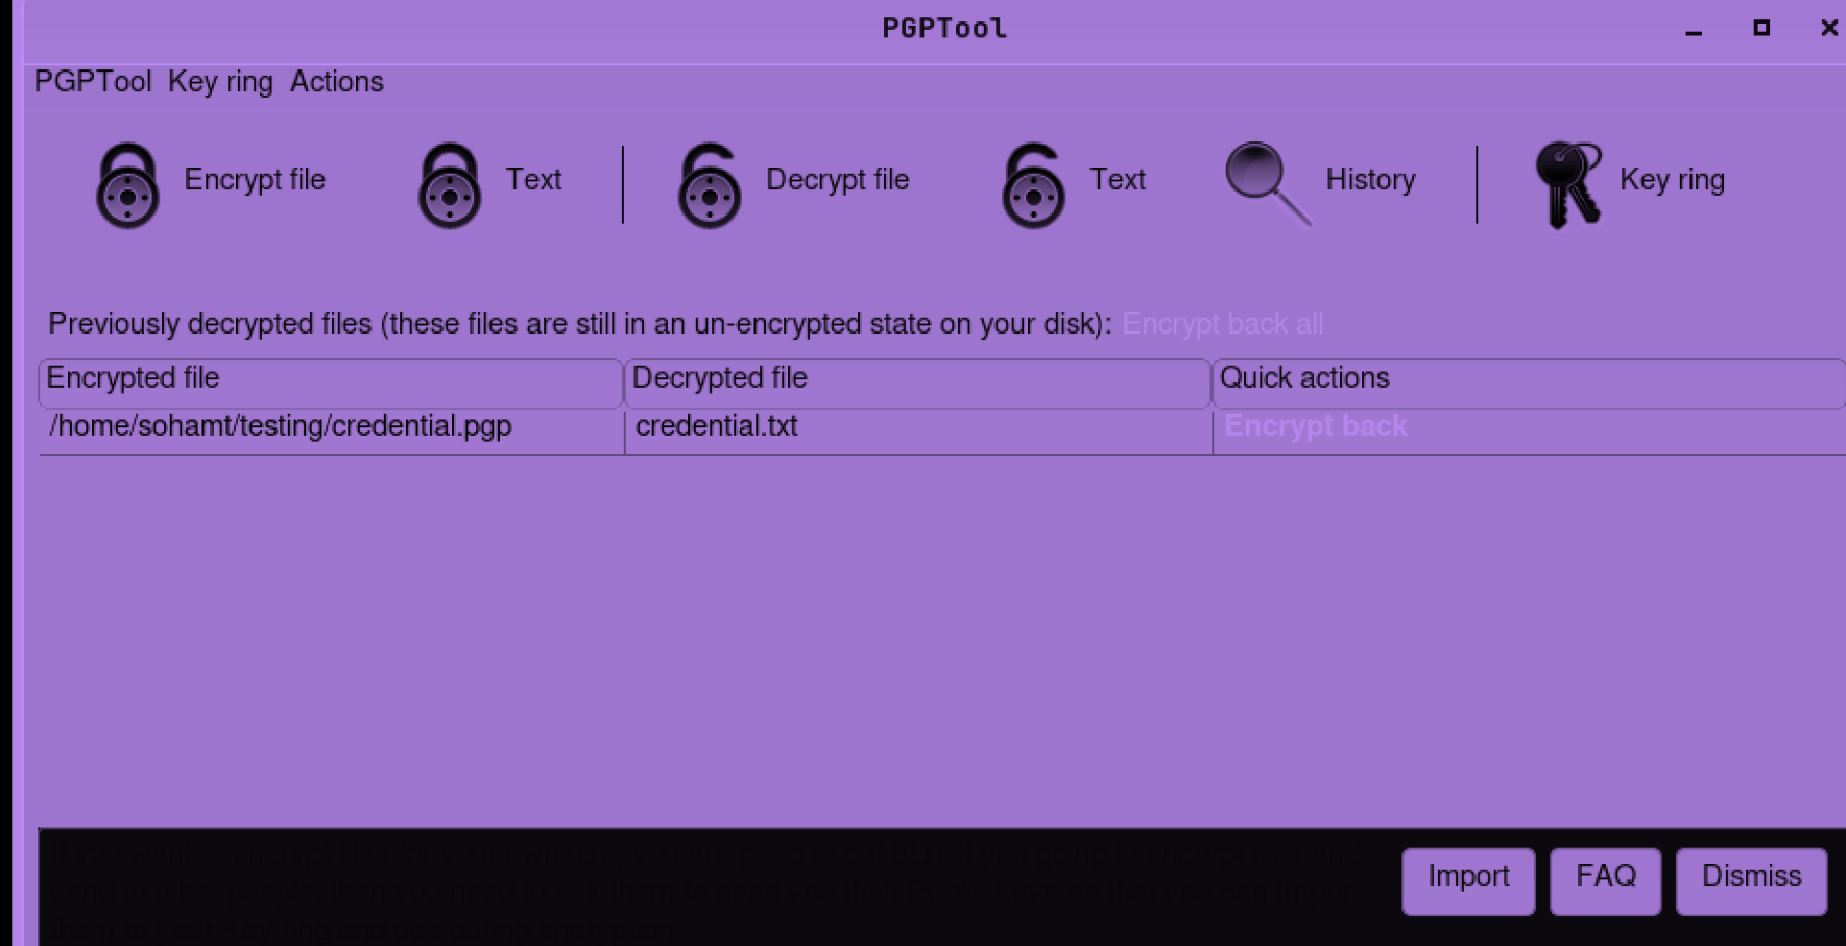 PGPTool
PGPTool Key ring Actions
Encrypt file Text Decrypt file Text History Key ring
Previously decrypted files (these files are still in an un-encrypted state on your disk): Encrypt back all
Encrypted file Decrypted file Quick actions
/home/sohamt/testing/credential.pgp credential.txt Encrypt back
Import FAQ Dismiss